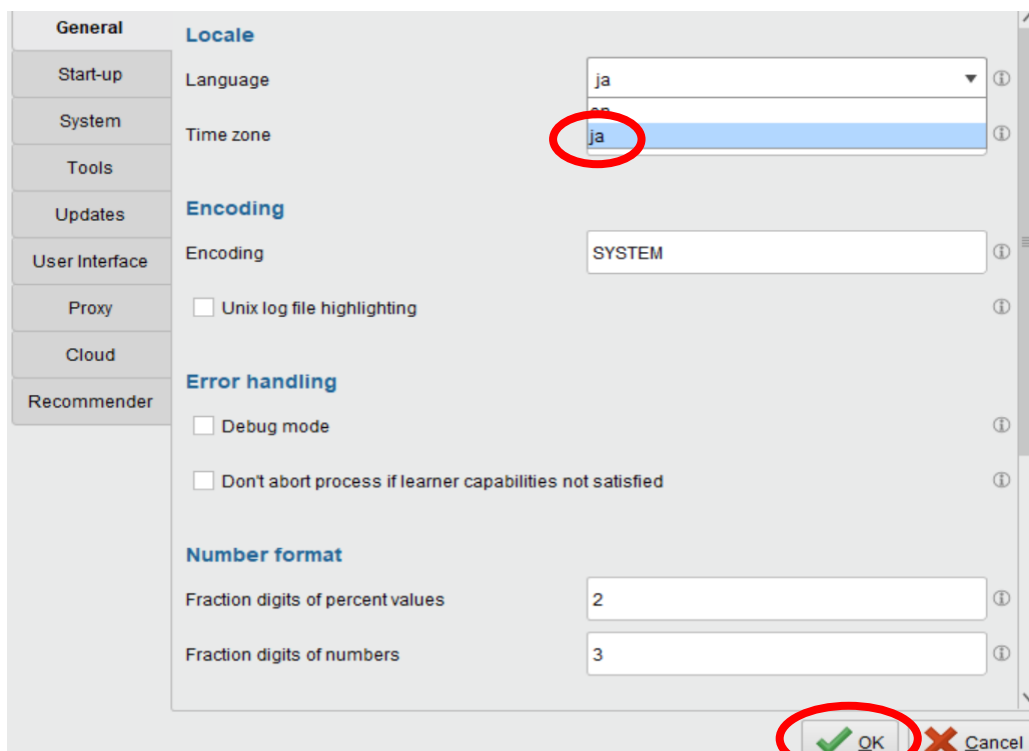 General
Start-up
System
Tools
Updates
User Interface
Proxy
Cloud
Recommender
Locale
Language
ja
ja
Time zone
Encoding
Encoding
SYSTEM
Unix log file highlighting
Error handling
Debug mode
Don't abort process if learner capabilities not satisfied
Number format
Fraction digits of percent values
2
Fraction digits of numbers
3
OK
Cancel